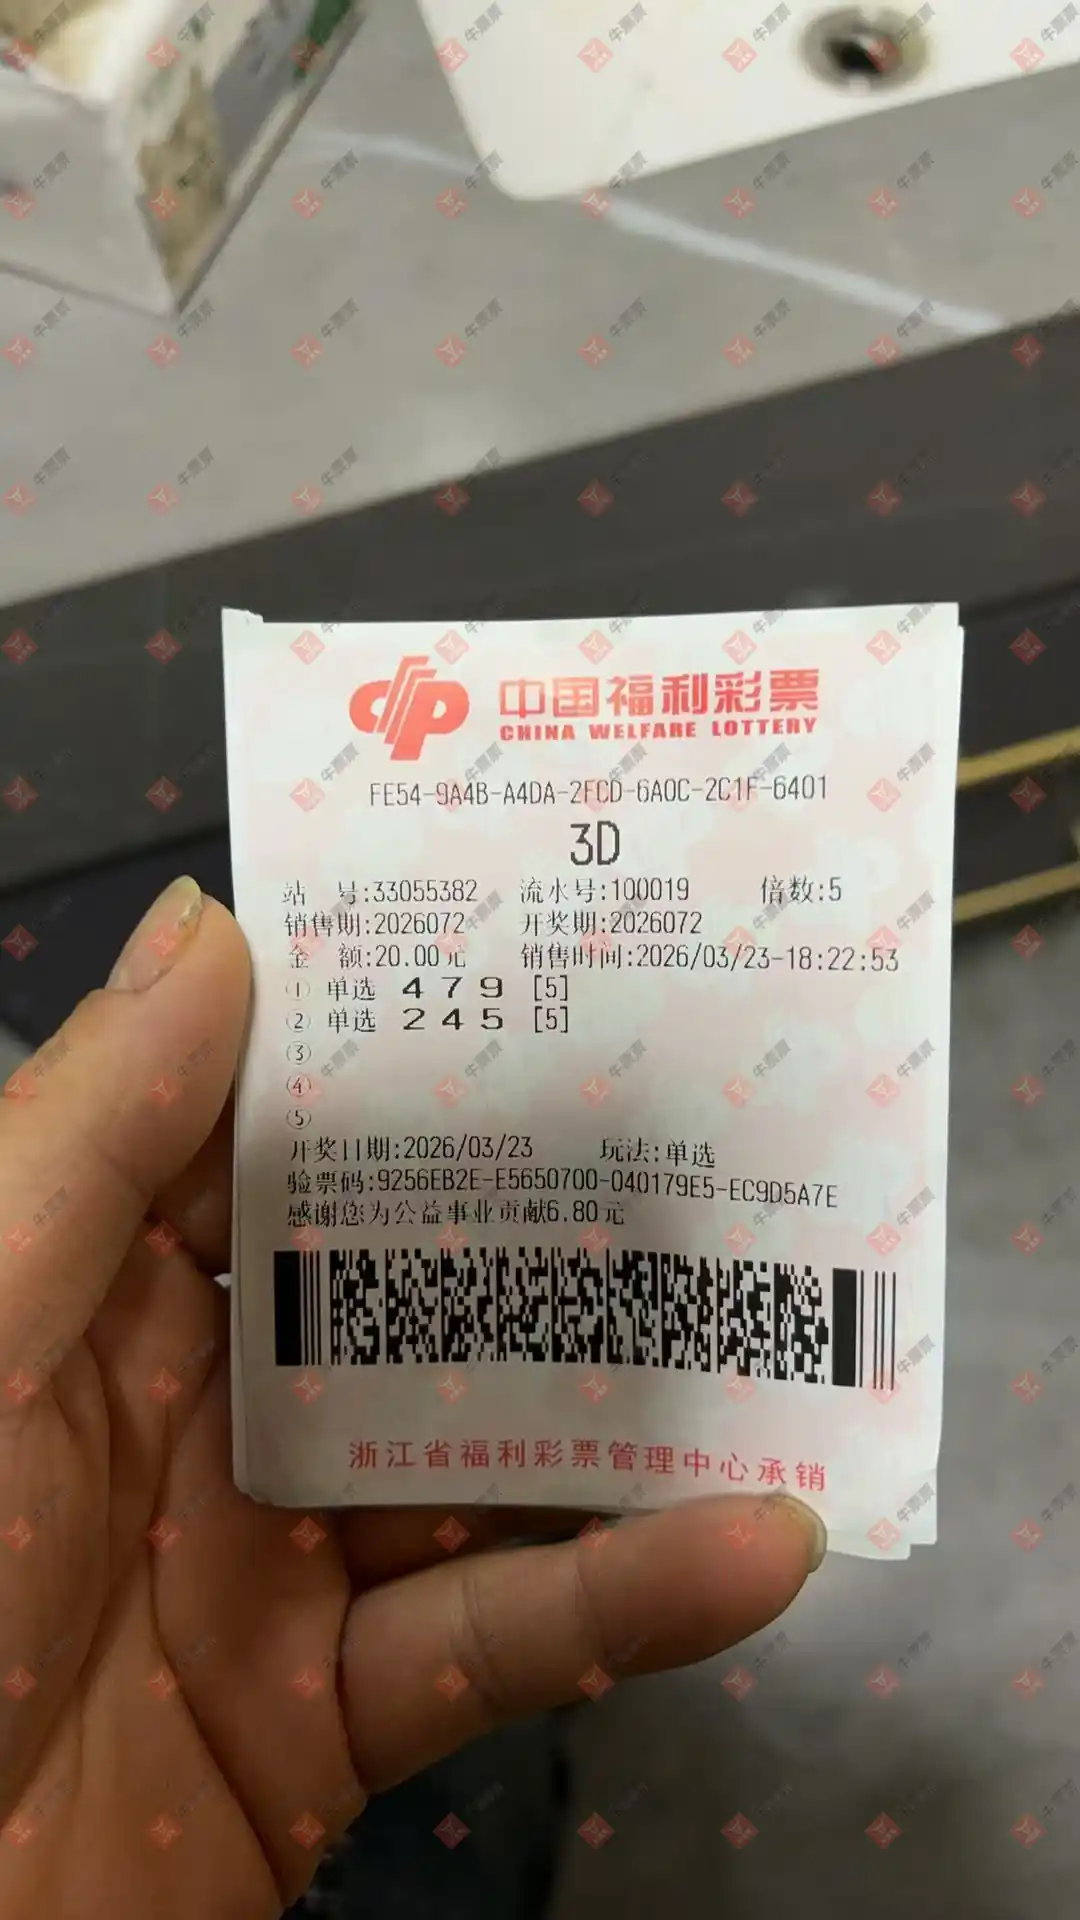 中国福利彩票
CHINA WELFARE LOTTERY
FE54-9A4B-A4DA-2FCD-6A0C-2C1F-6401
3D
站 号:33055382 流水号:100019 倍数:5
销售期:2026072 开奖期:2026072
金 额:20.00元 销售时间:2026/03/23-18:22:53
① 单选 4 7 9 [5]
② 单选 2 4 5 [5]
③
④
⑤
开奖日期:2026/03/23 玩法:单选
验票码:9256EB2E-E5650700-040179E5-EC9D5A7E
感谢您为公益事业贡献6.80元
浙江省福利彩票管理中心承销
牛票票